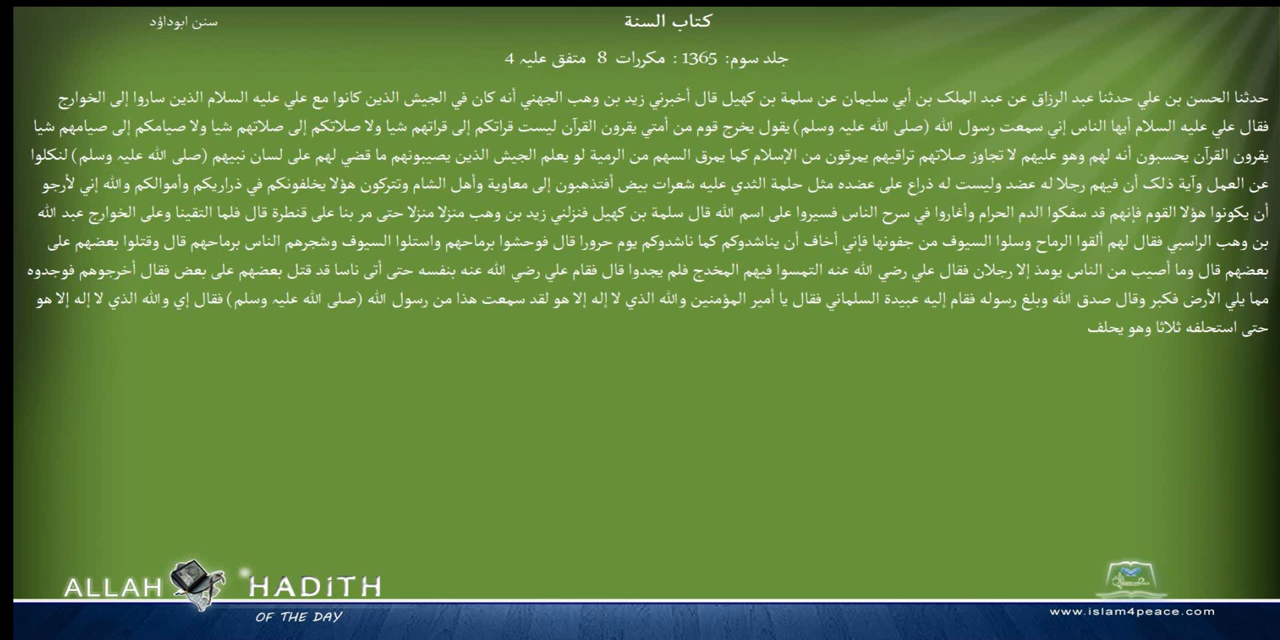 سنن ابوداؤد
كتاب السنة
جلد سوم: 1365 : مکررات 8 متفق علیہ 4
حدثنا الحسن بن علي حدثنا عبد الرزاق عن عبد الملك بن أبي سليمان عن سلمة بن كهيل قال أخبرني زيد بن وهب الجهني أنه كان في الجيش الذين كانوا مع علي عليه السلام الذين ساروا إلى الخوارج
فقال علي عليه السلام أيها الناس إني سمعت رسول الله (صلی اللہ علیہ وسلم) يقول يخرج قوم من أمتي يقرون القرآن ليست قراتكم إلى قراتهم شيا ولا صلاتكم إلى صلاتهم شيا ولا صيامكم إلى صيامهم شيا
يقرون القرآن يحسبون أنه لهم وهو عليهم لا تجاوز صلاتهم تراقيهم يمرقون من الإسلام كما يمرق السهم من الرمية لو يعلم الجيش الذين يصيبونهم ما قضي لهم على لسان نبيهم (صلی اللہ علیہ وسلم) لنكلوا
عن العمل وآية ذلك أن فيهم رجلا له عضد وليست له ذراع على عضده مثل حلمة الثدي عليه شعرات بيض أفتذهبون إلى معاوية وأهل الشام وتتركون هؤلا يخلفونكم في ذراريكم وأموالكم والله إني لأرجو
أن يكونوا هؤلا القوم فإنهم قد سفكوا الدم الحرام وأغاروا في سرح الناس فسيروا على اسم الله قال سلمة بن كهيل فنزلني زيد بن وهب منزلا منزلا حتى مر بنا على قنطرة قال فلما التقينا وعلى الخوارج عبد الله
بن وهب الراسبي فقال لهم ألقوا الرماح وسلوا السيوف من جفونها فإني أخاف أن يناشدوكم كما ناشدوكم يوم حرورا قال فوحشوا برماحهم واستلوا السيوف وشجرهم الناس برماحهم قال وقتلوا بعضهم على
بعضهم قال وما أصيب من الناس يومذ إلا رجلان فقال علي رضي الله عنه التمسوا فيهم المخدج فلم يجدوا قال فقام علي رضي الله عنه بنفسه حتى أتى ناسا قد قتل بعضهم على بعض فقال أخرجوهم فوجدوه
مما يلي الأرض فكبر وقال صدق الله وبلغ رسوله فقام إليه عبيدة السلماني فقال يا أمير المؤمنين والله الذي لا إله إلا هو لقد سمعت هذا من رسول الله (صلی اللہ علیہ وسلم) فقال إي والله الذي لا إله إلا هو
حتى استحلفه ثلاثا وهو يحلف
ALLAH HADITH
OF THE DAY
www.islam4peace.com